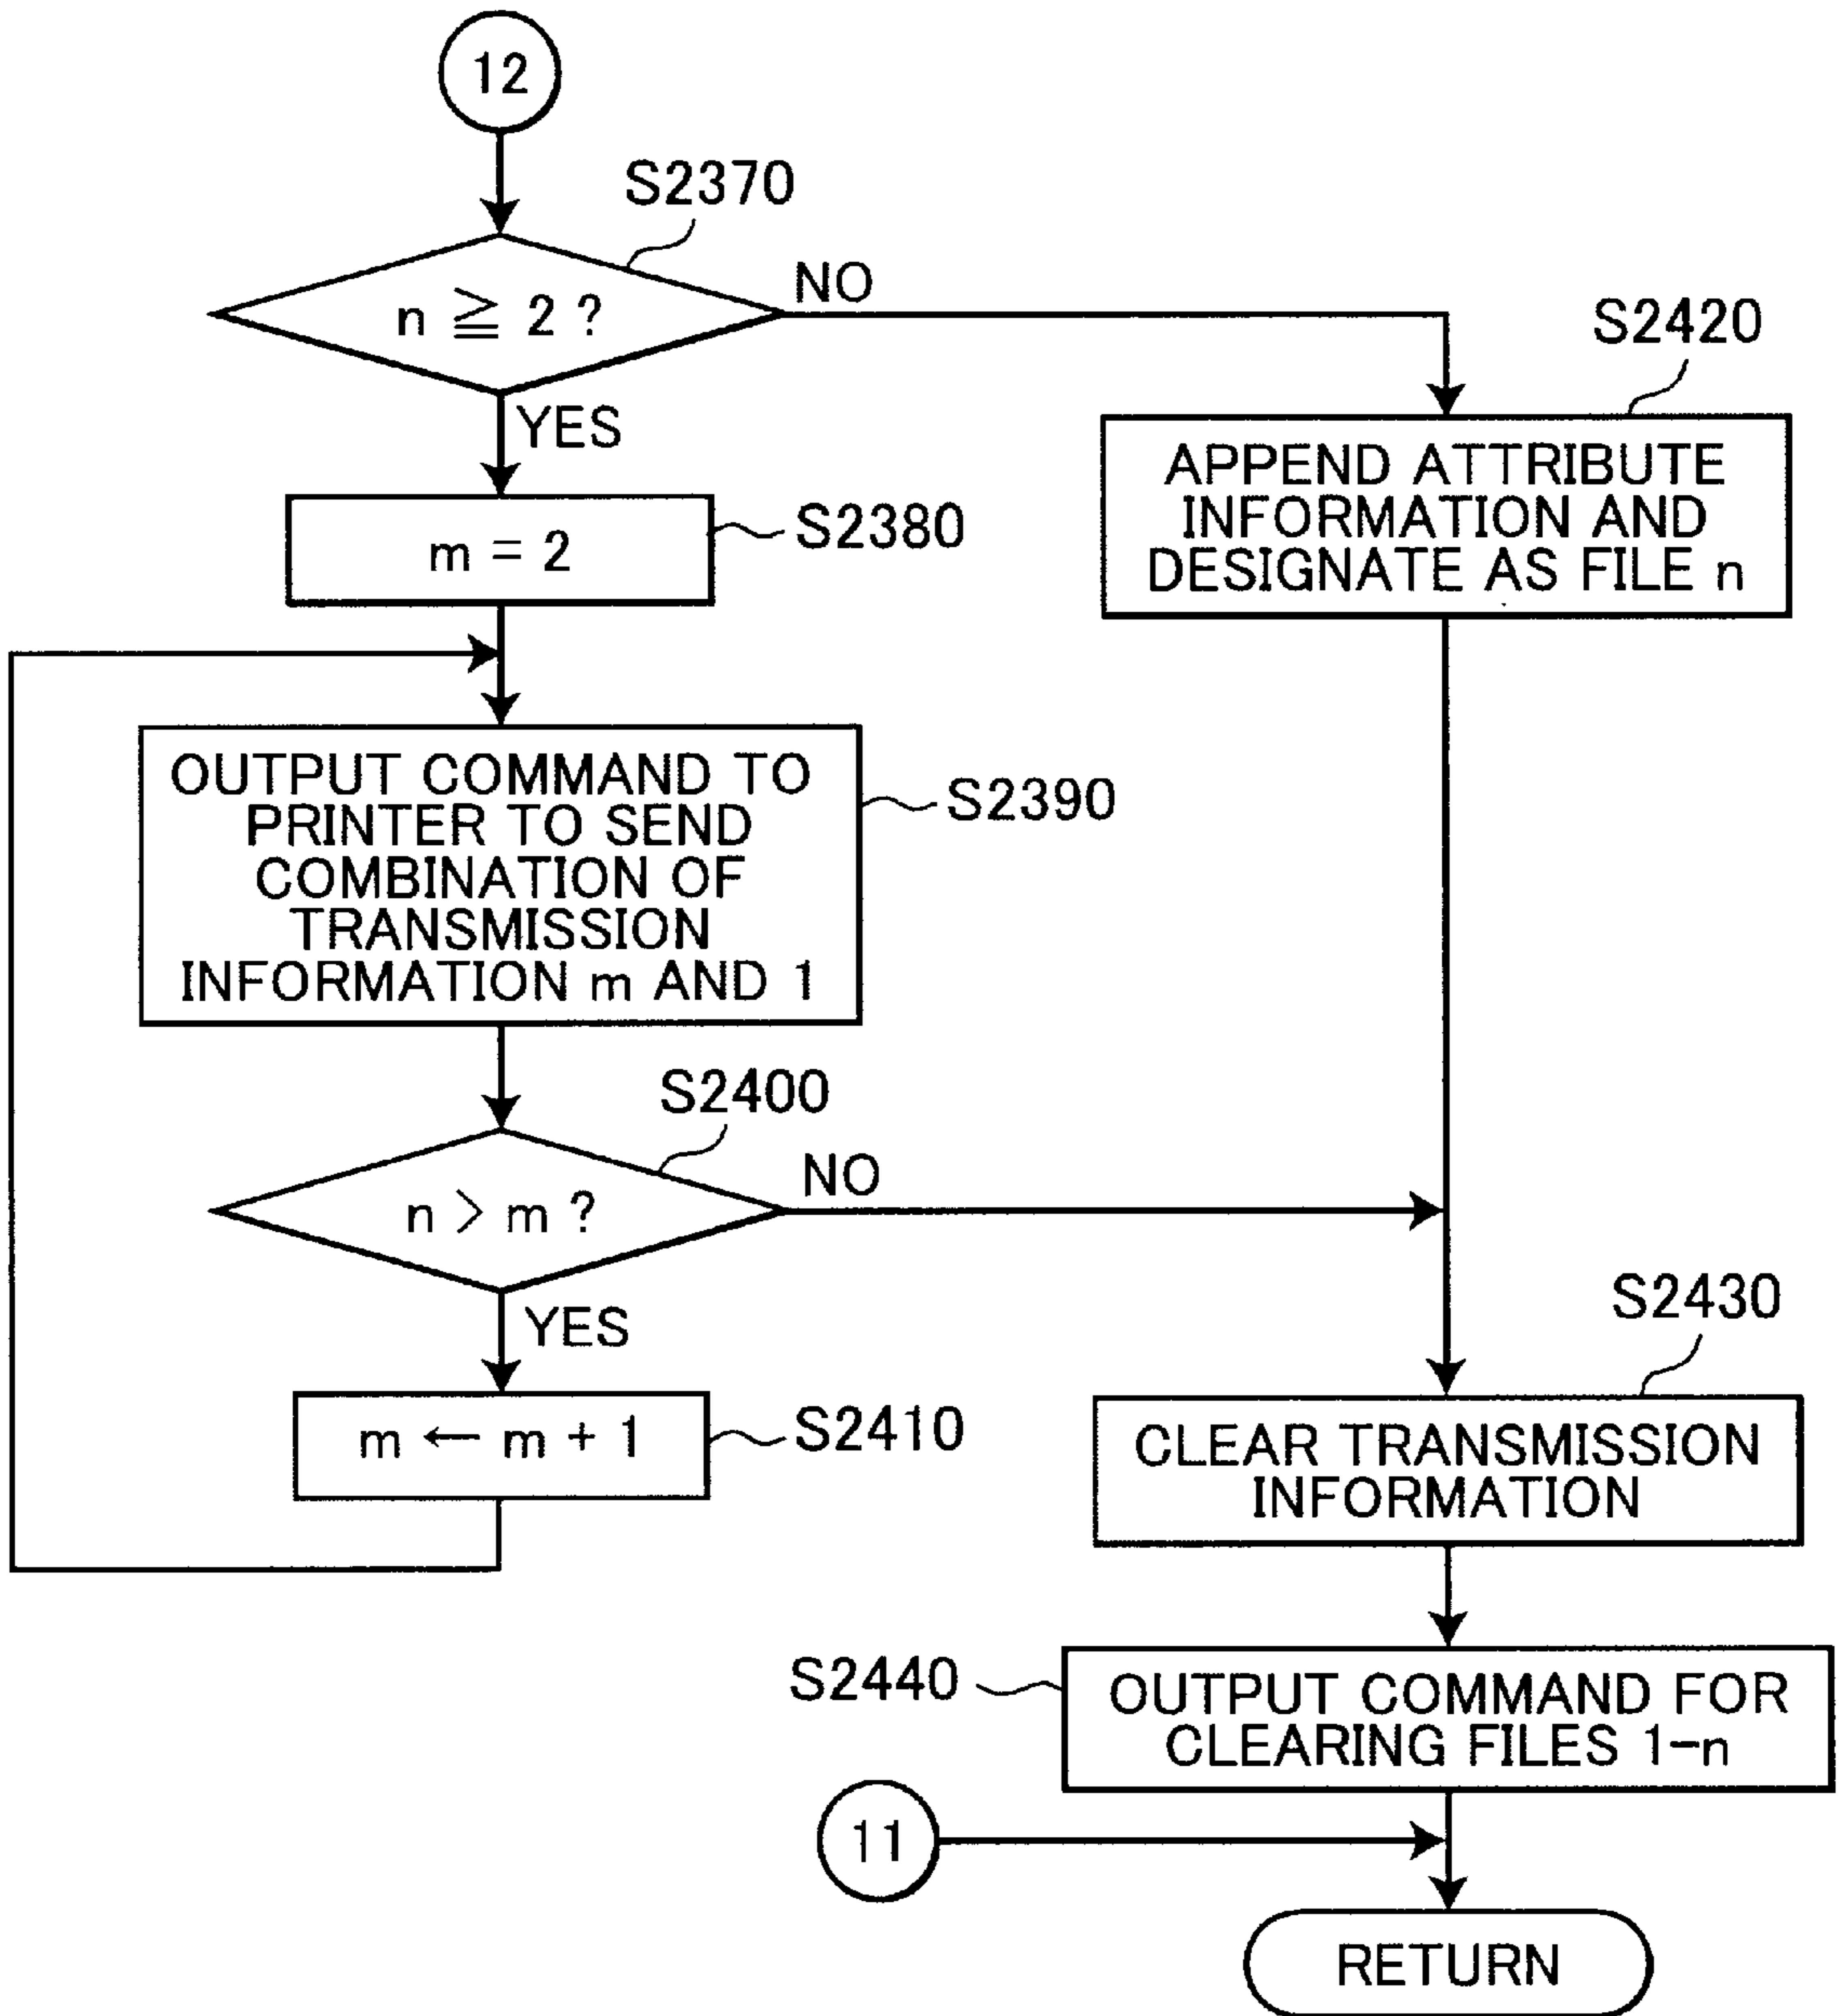 12
S2370
n ≧ 2 ?
NO
YES
S2420
APPEND ATTRIBUTE
INFORMATION AND
DESIGNATE AS FILE n
m = 2
S2380
OUTPUT COMMAND TO
PRINTER TO SEND
COMBINATION OF
TRANSMISSION
INFORMATION m AND 1
S2390
S2400
n > m ?
NO
YES
m ← m + 1
S2410
S2430
CLEAR TRANSMISSION
INFORMATION
S2440
OUTPUT COMMAND FOR
CLEARING FILES 1-n
11
RETURN